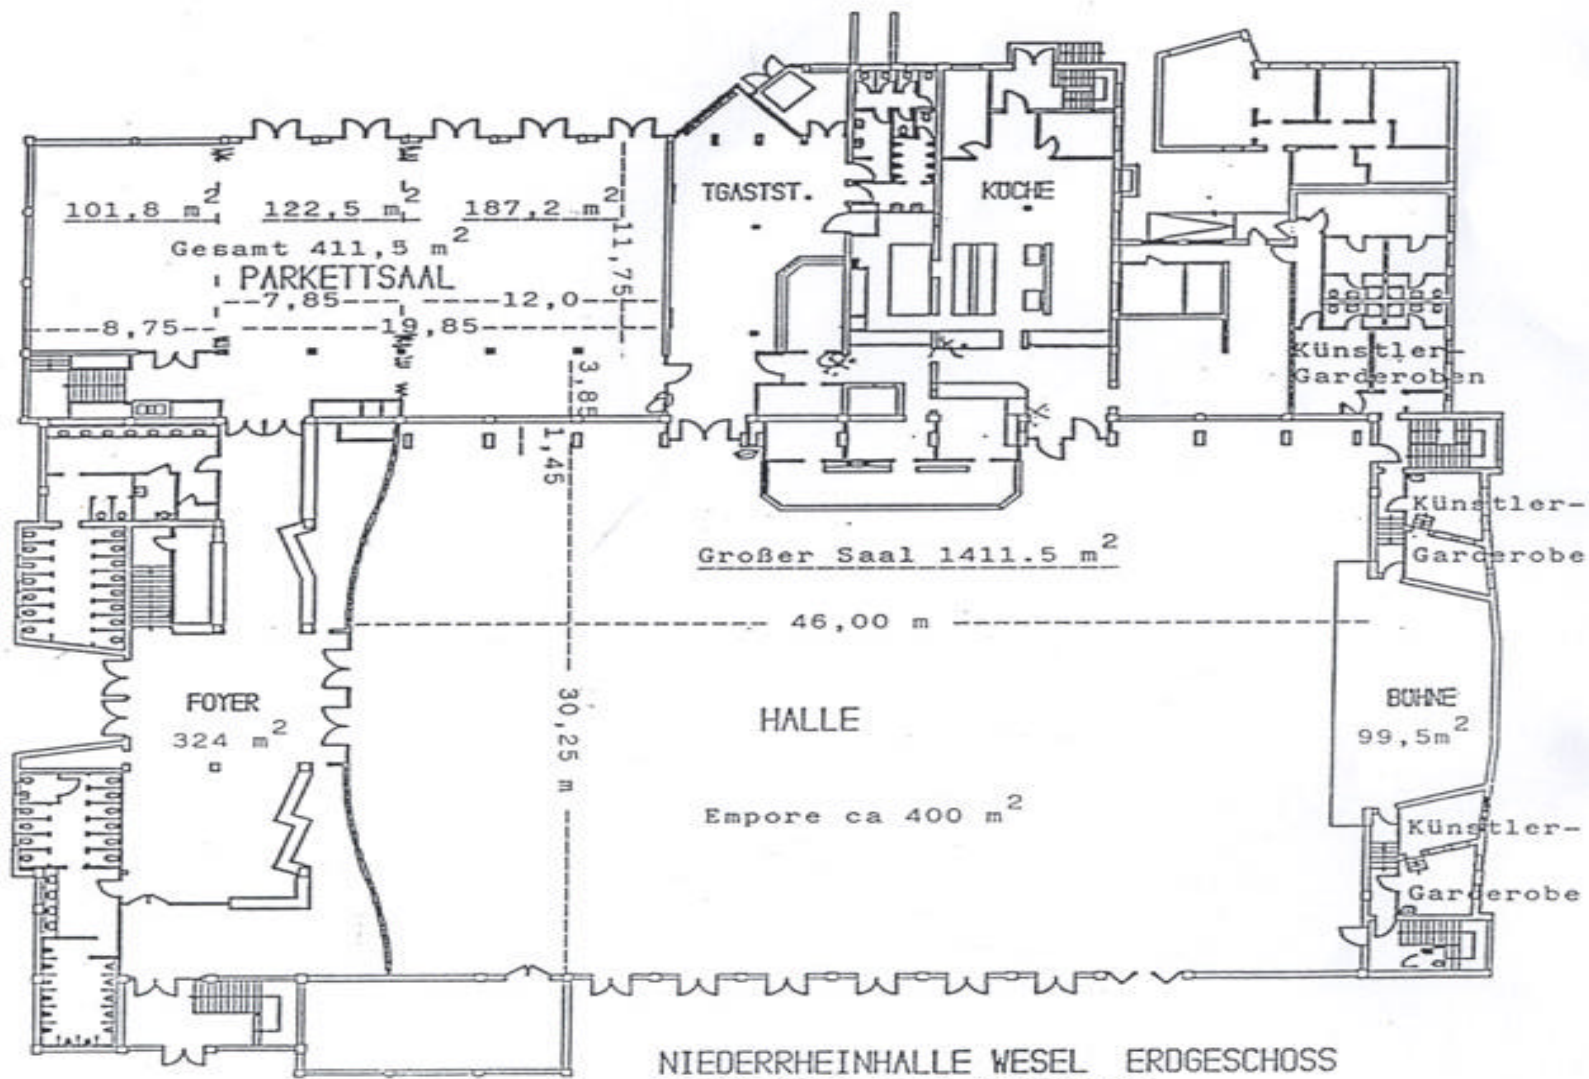 101,8 m² 122,5 m² 187,2 m²
Gesamt 411,5 m²
PARKETTSAAL
7,85
12,0
8,75
19,85
11,75
3,85
1,45
TGASTST.
KÜCHE
Künstler-
Garderoben
Künstler-
Garderobe
Großer Saal 1411.5 m²
46,00 m
30,25 m
FOYER
324 m²
HALLE
BÜHNE
99,5m²
Empore ca 400 m²
Künstler-
Garderobe
NIEDERRHEINHALLE WESEL ERDGESCHOSS